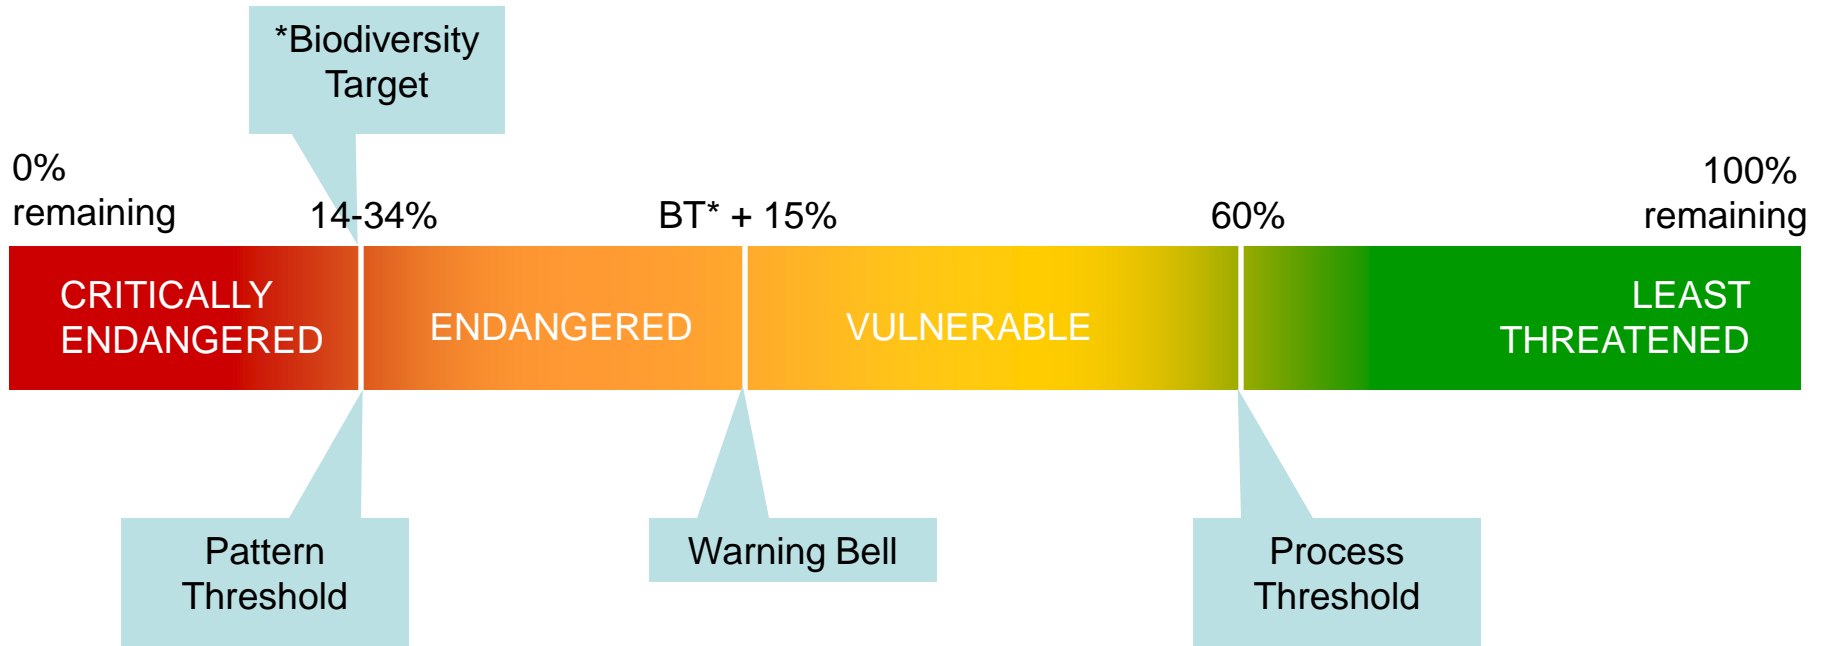 *Biodiversity
Target
0%
remaining
14-34%
BT* + 15%
60%
100%
remaining
CRITICALLY
ENDANGERED
ENDANGERED
VULNERABLE
LEAST
THREATENED
Pattern
Threshold
Warning Bell
Process
Threshold